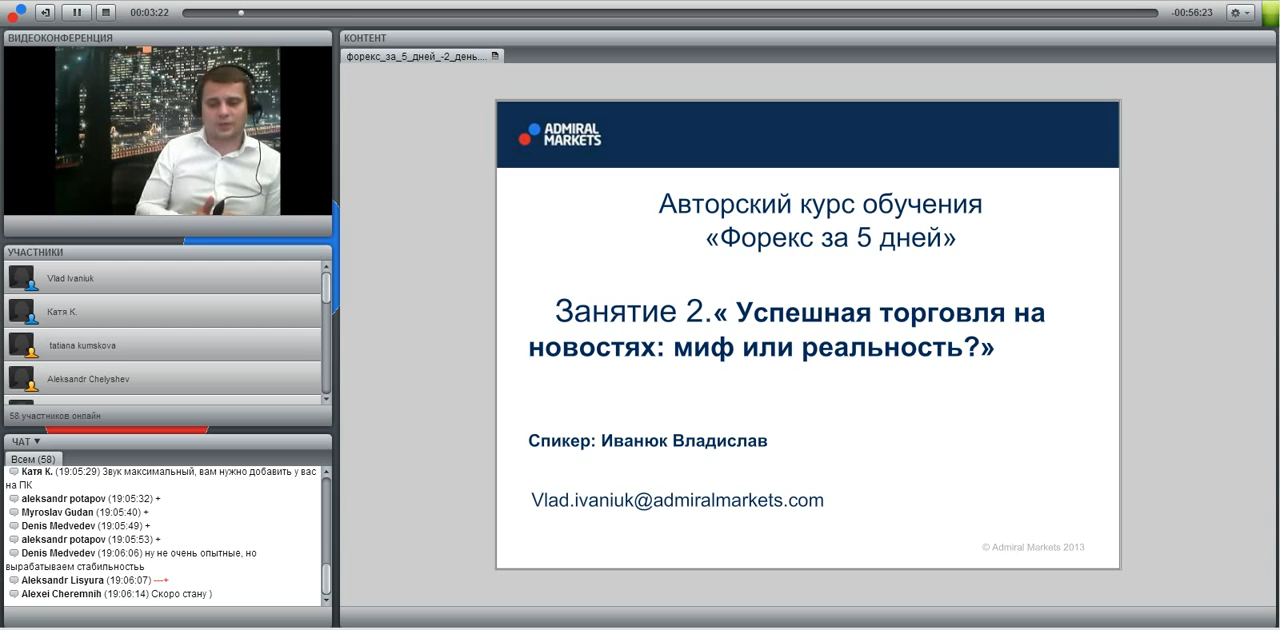 00:03:22
-00:56:23
ВИДЕОКОНФЕРЕНЦИЯ
УЧАСТНИКИ
Vlad Ivaniuk
Катя К.
tatiana kumskova
Aleksandr Chelyshev
58 участников онлайн
ЧАТ
Всем (58)
Катя К. (19:05:29) Звук максимальный, вам нужно добавить у вас
на ПК
aleksandr potapov (19:05:32) +
Myroslav Gudan (19:05:40) +
Denis Medvedev (19:05:49) +
aleksandr potapov (19:05:53) +
Denis Medvedev (19:06:06) ну не очень опытные, но
вырабатываем стабильностьь
Aleksandr Lisyura (19:06:07) ---+
Alexei Cheremnih (19:06:14) Скоро стану )
КОНТЕНТ
форекс_за_5_дней_-2_день....
ADMIRAL
MARKETS
Авторский курс обучения
«Форекс за 5 дней»
Занятие 2.« Успешная торговля на
новостях: миф или реальность?»
Спикер: Иванюк Владислав
Vlad.ivaniuk@admiralmarkets.com
© Admiral Markets 2013